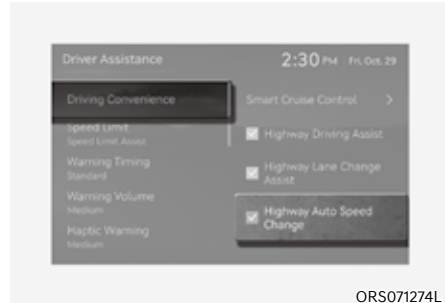 Driver Assistance
2:30 PM Fri, Oct. 29
Driving Convenience
Speed Limit
Speed Limit Assist
Warning Timing
Standard
Warning Volume
Medium
Haptic Warning
Medium
Smart Cruise Control >
Highway Driving Assist
Highway Lane Change
Assist
Highway Auto Speed
Change
ORS071274L